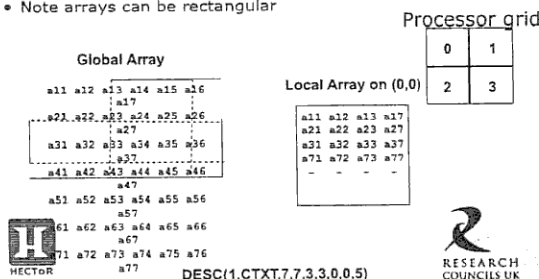 • Note arrays can be rectangular
Processor grid
0 1
2 3
Global Array
a11 a12 a13 a14 a15 a16
a17
a21 a22 a23 a24 a25 a26
a27
a31 a32 a33 a34 a35 a36
a37
a41 a42 a43 a44 a45 a46
a47
a51 a52 a53 a54 a55 a56
a57
a61 a62 a63 a64 a65 a66
a67
a71 a72 a73 a74 a75 a76
a77
Local Array on (0,0)
a11 a12 a13 a17
a21 a22 a23 a27
a31 a32 a33 a37
a71 a72 a73 a77
- - - -
DESC(1,CTXT,7,7,3,3,0,0,5)
HECToR
RESEARCH
COUNCILS UK